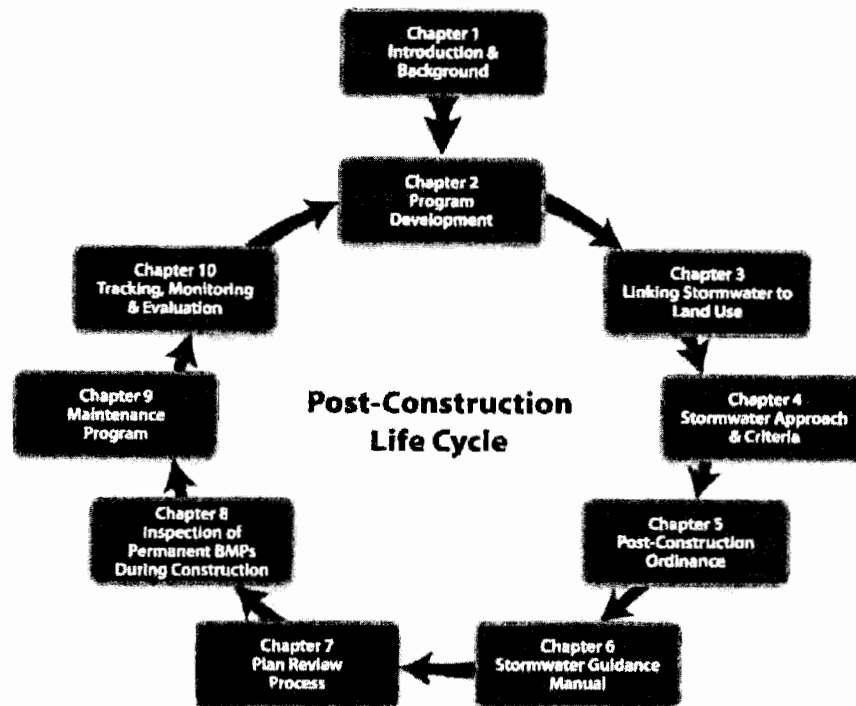 Chapter 1
Introduction &
Background
Chapter 2
Program
Development
Chapter 3
Linking Stormwater to
Land Use
Chapter 4
Stormwater Approach
& Criteria
Chapter 5
Post-Construction
Ordinance
Chapter 6
Stormwater Guidance
Manual
Chapter 7
Plan Review
Process
Chapter 8
Inspection of
Permanent BMPs
During Construction
Chapter 9
Maintenance
Program
Chapter 10
Tracking, Monitoring
& Evaluation
Post-Construction
Life Cycle